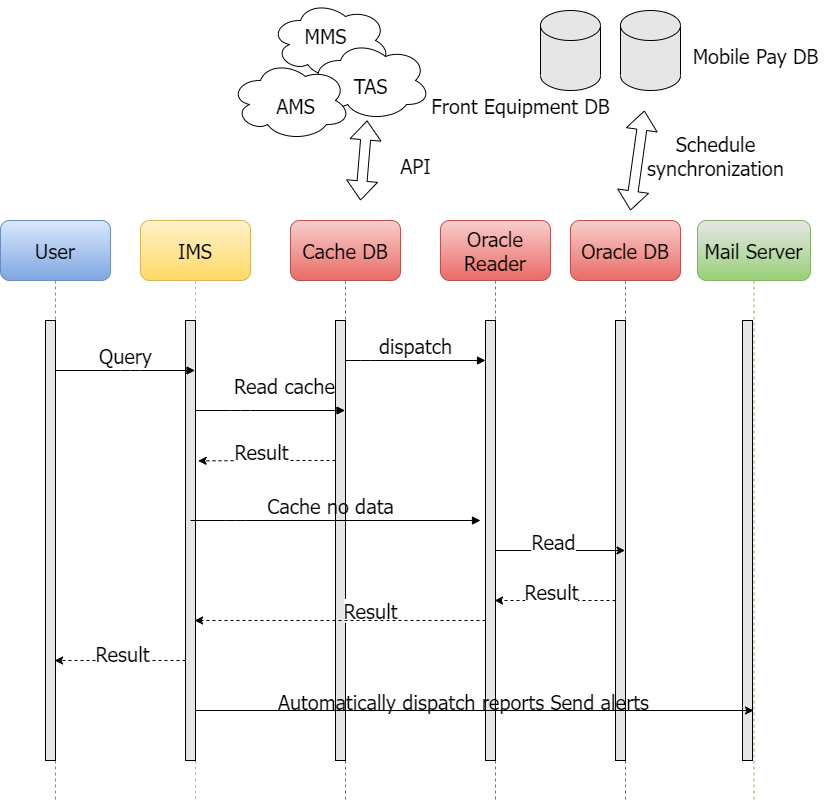 MMS
TAS
AMS
Mobile Pay DB
Front Equipment DB
API
Schedule
synchronization
User
IMS
Cache DB
Oracle
Reader
Oracle DB
Mail Server
dispatch
Query
Read cache
Result
Cache no data
Read
Result
Result
Result
Automatically dispatch reports Send alerts